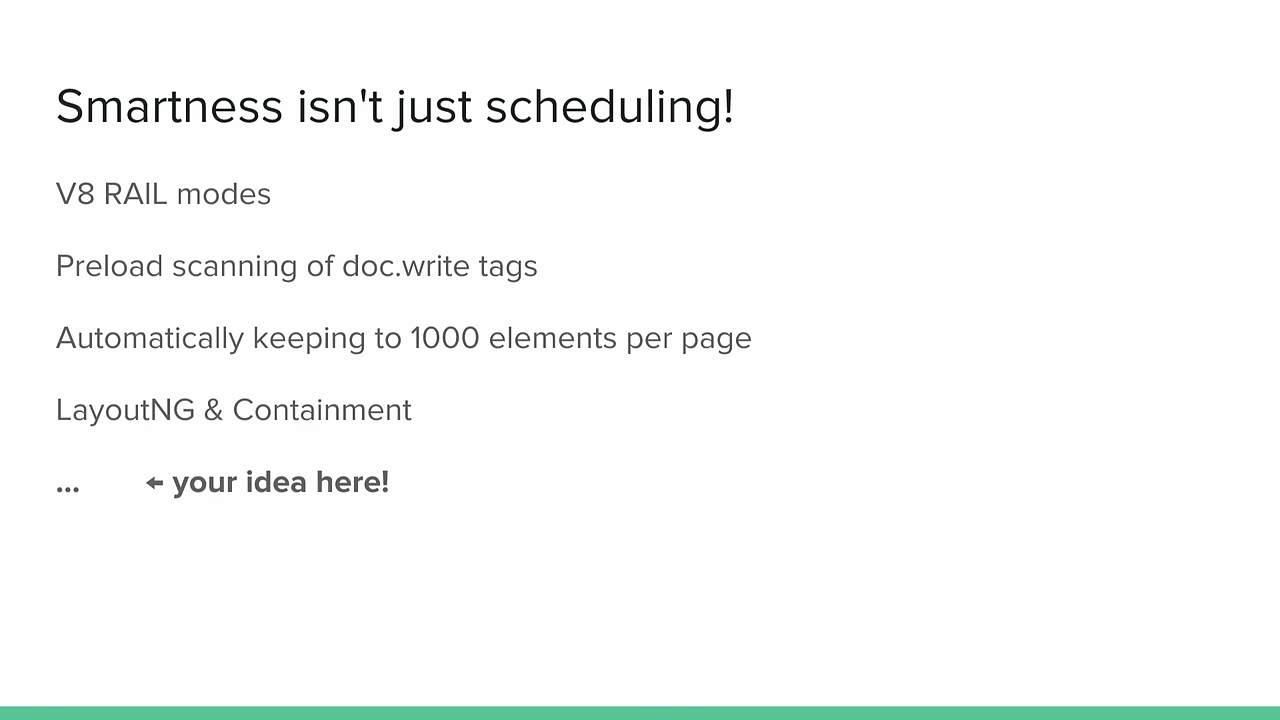 Smartness isn't just scheduling!
V8 RAIL modes
Preload scanning of doc.write tags
Automatically keeping to 1000 elements per page
LayoutNG & Containment
... ← your idea here!